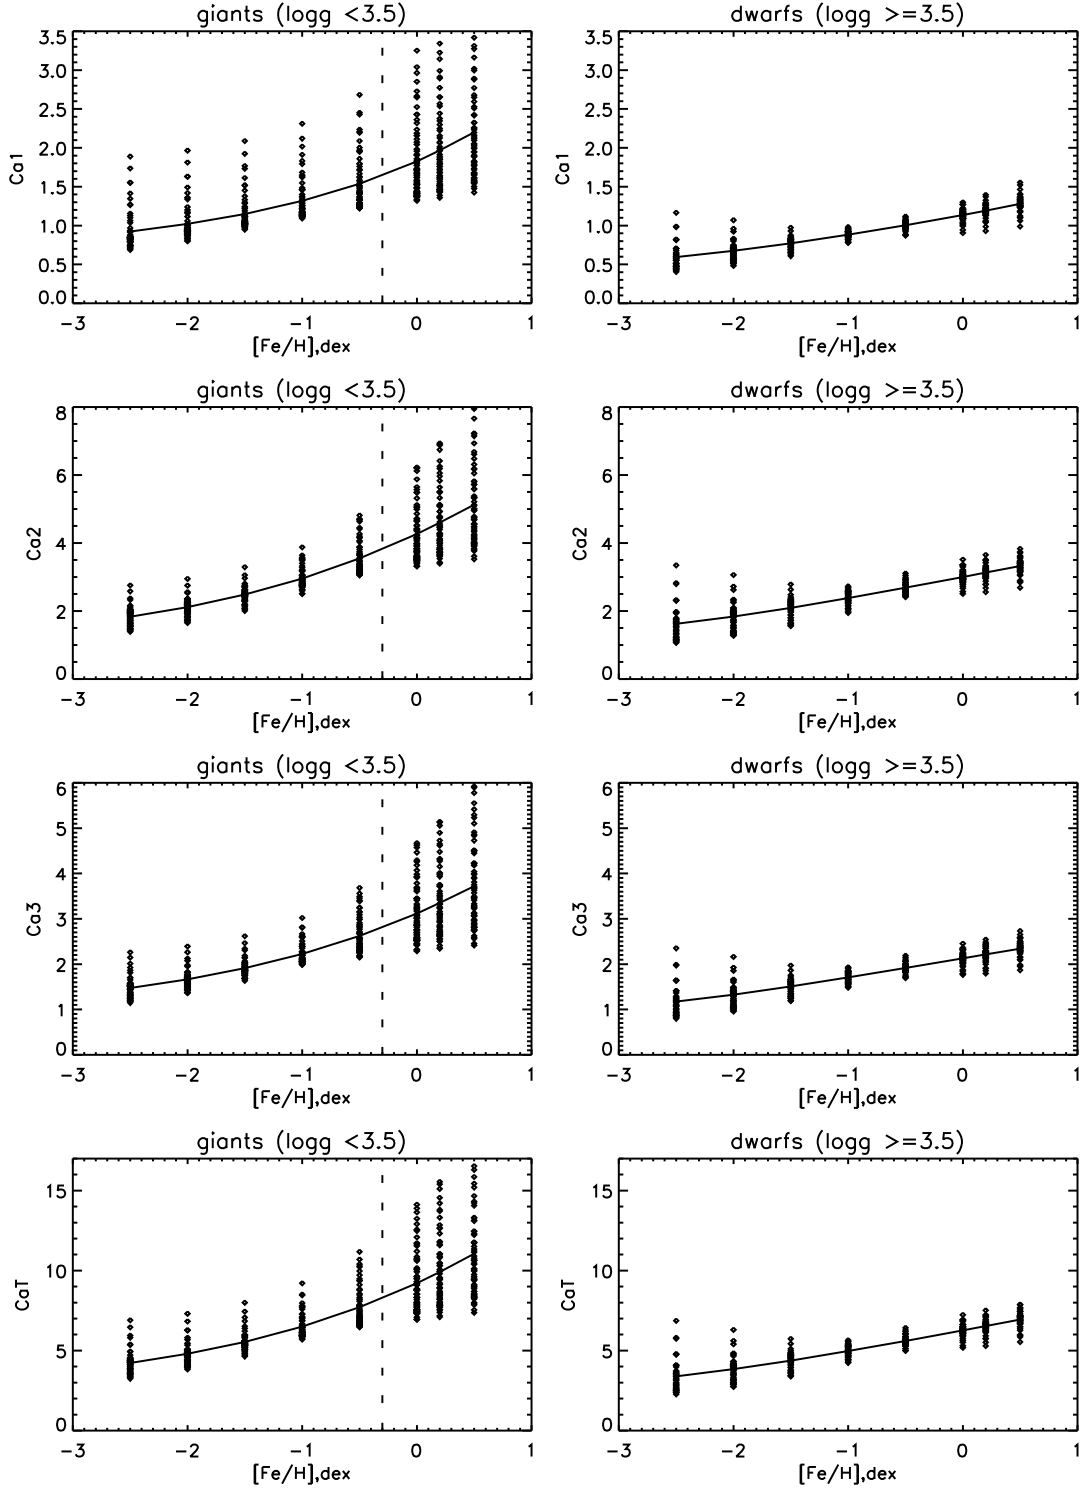 giants (logg <3.5)
3.5
3.0
2.5
2.0
1.5
1.0
0.5
0.0
Ca1
−3 −2 −1 0 1
[Fe/H],dex
dwarfs (logg >=3.5)
3.5
3.0
2.5
2.0
1.5
1.0
0.5
0.0
Ca1
−3 −2 −1 0 1
[Fe/H],dex
giants (logg <3.5)
8
6
4
2
0
Ca2
−3 −2 −1 0 1
[Fe/H],dex
dwarfs (logg >=3.5)
8
6
4
2
0
Ca2
−3 −2 −1 0 1
[Fe/H],dex
giants (logg <3.5)
6
5
4
3
2
1
0
Ca3
−3 −2 −1 0 1
[Fe/H],dex
dwarfs (logg >=3.5)
6
5
4
3
2
1
0
Ca3
−3 −2 −1 0 1
[Fe/H],dex
giants (logg <3.5)
15
10
5
0
CaT
−3 −2 −1 0 1
[Fe/H],dex
dwarfs (logg >=3.5)
15
10
5
0
CaT
−3 −2 −1 0 1
[Fe/H],dex